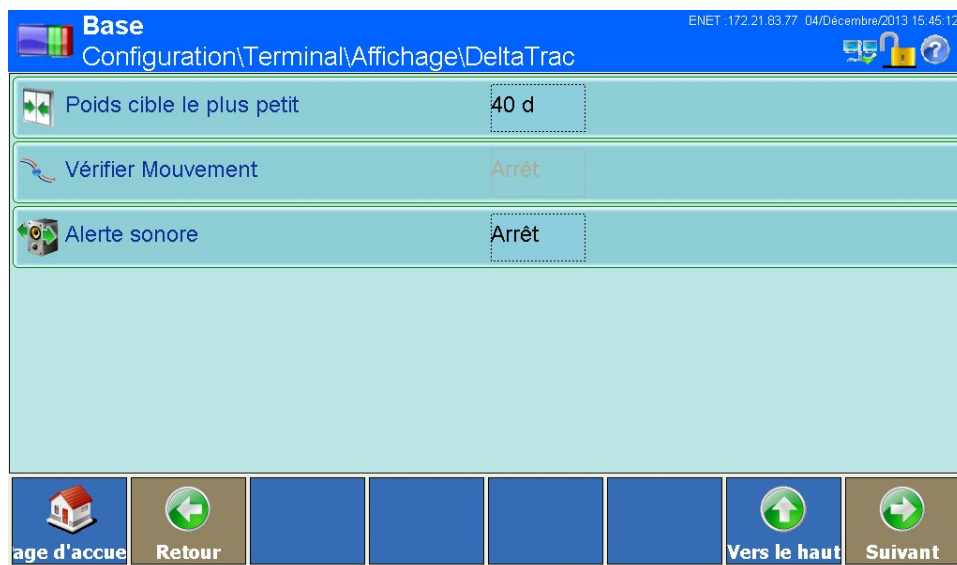 Base
ENET :172.21.83.77 04/Décembre/2013 15:45:12
Configuration\Terminal\Affichage\DeltaTrac
Poids cible le plus petit 40 d
Vérifier Mouvement Arrêt
Alerte sonore Arrêt
age d'accue Retour Vers le haut Suivant